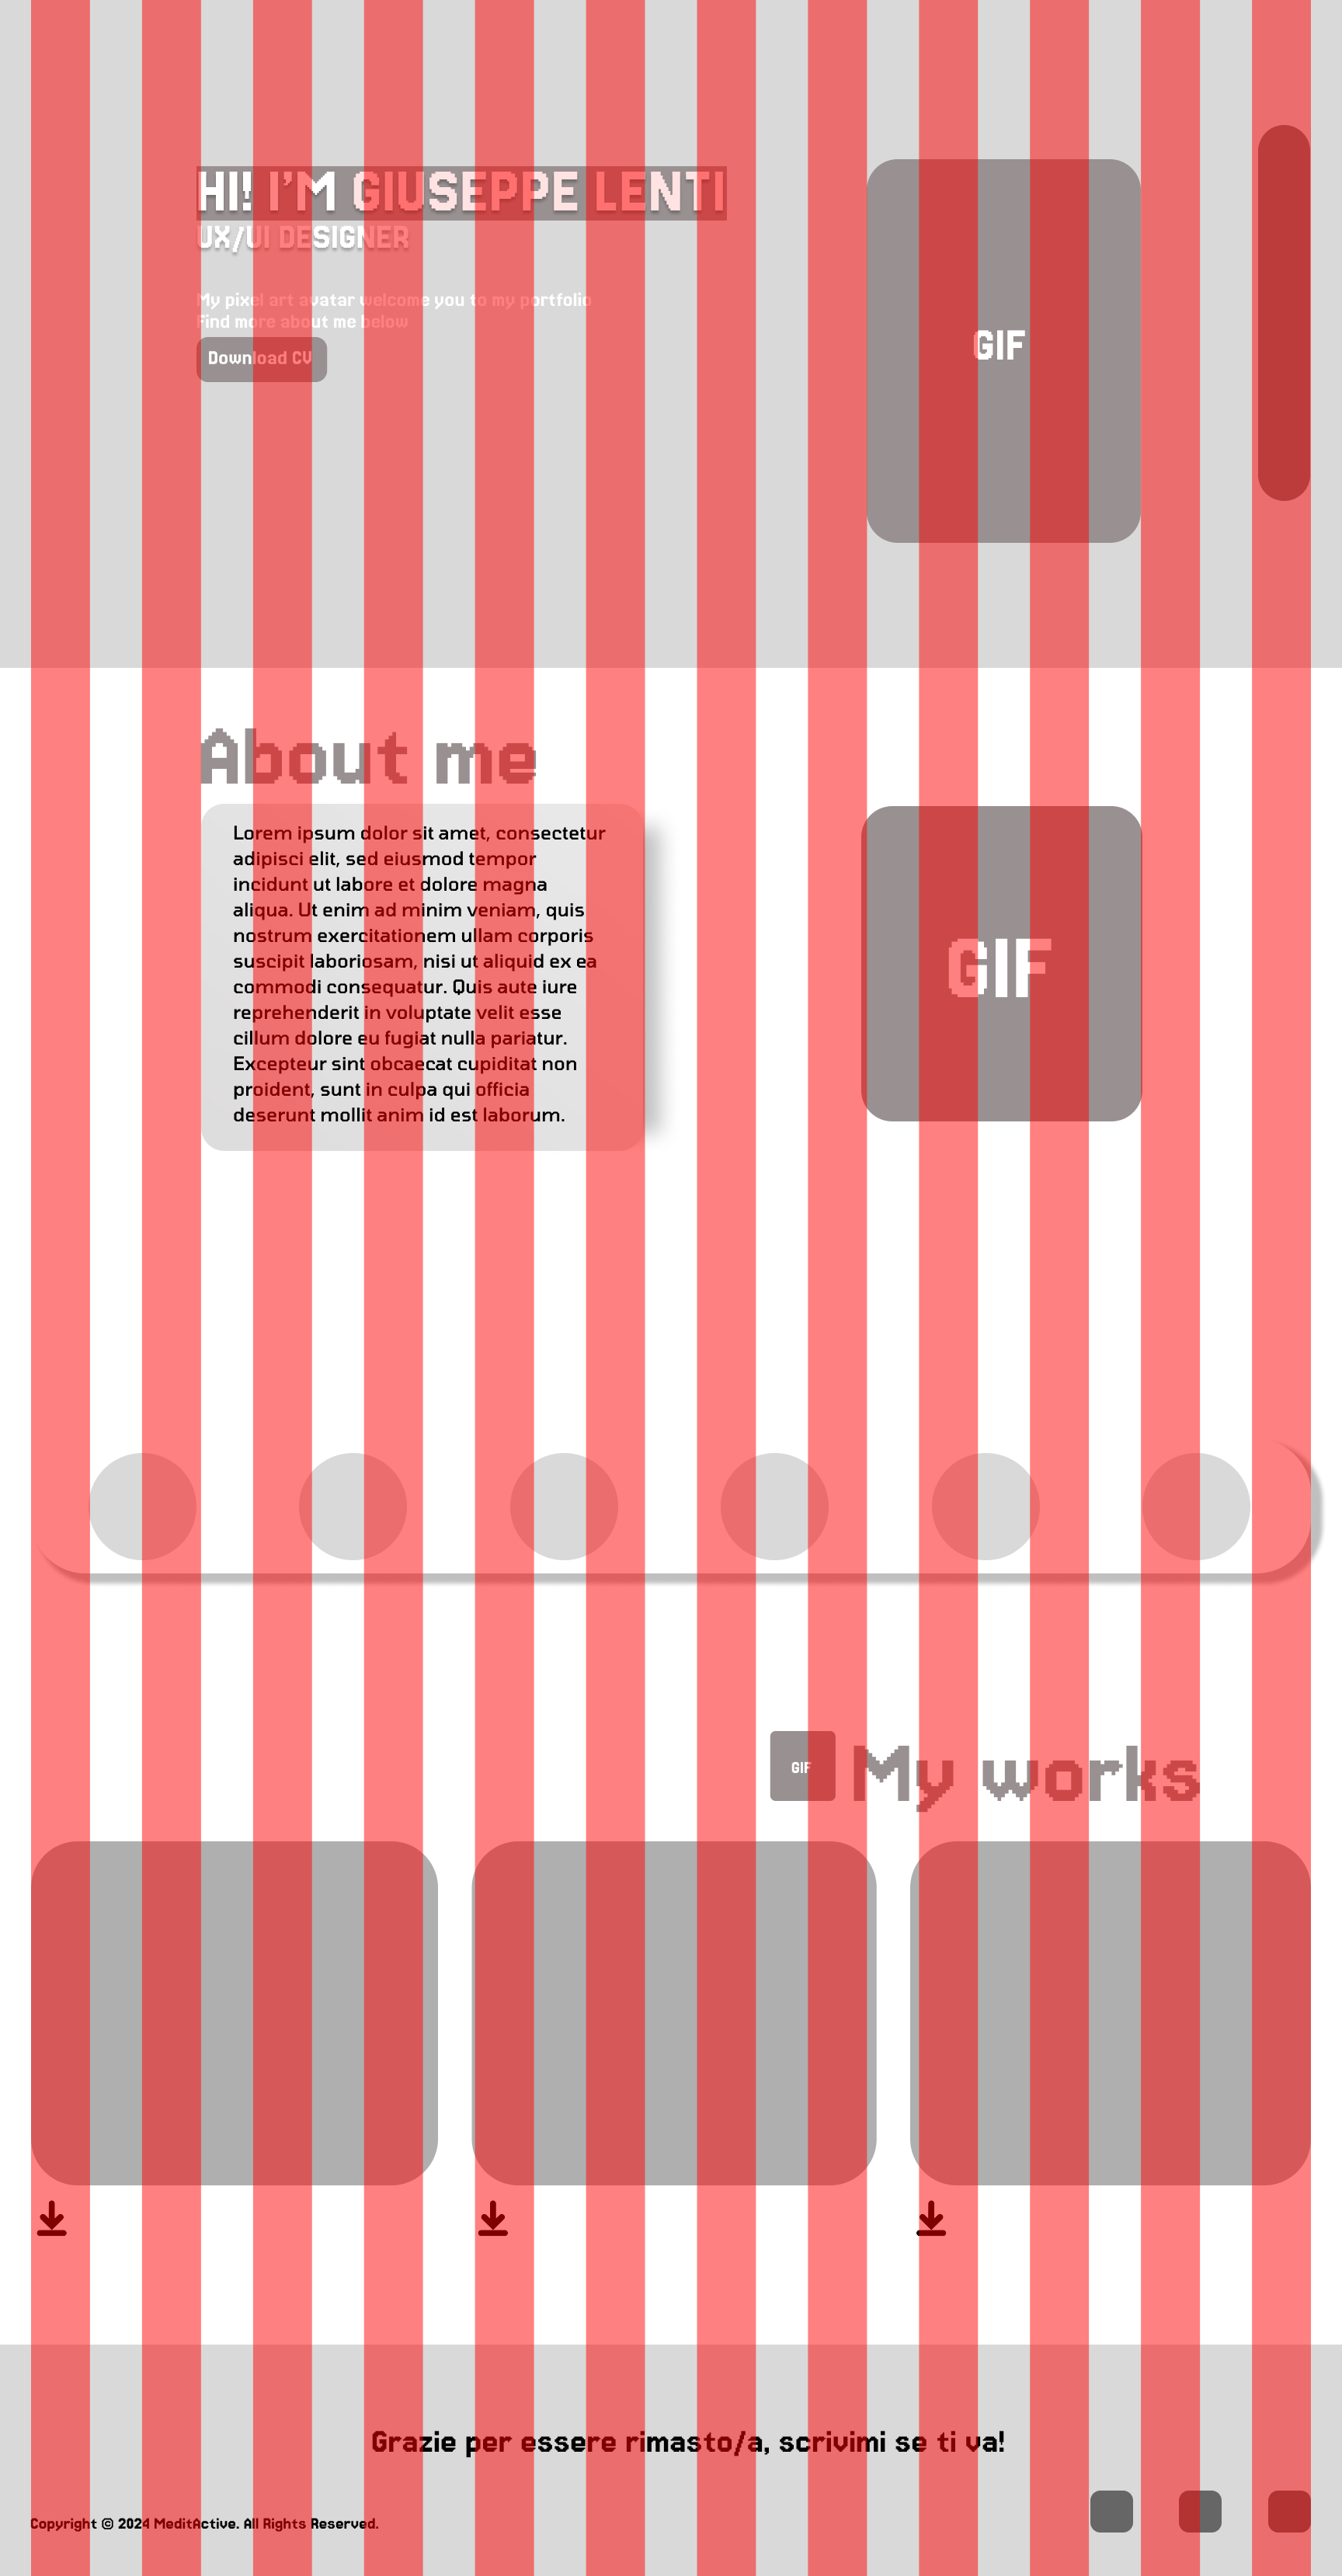 HI! I'M GIUSEPPE LENTI
UX/UI DESIGNER
My pixel art avatar welcome you to my portfolio
Find more about me below
Download CV
GIF
About me
Lorem ipsum dolor sit amet, consectetur
adipisci elit, sed eiusmod tempor
incidunt ut labore et dolore magna
aliqua. Ut enim ad minim veniam, quis
nostrum exercitationem ullam corporis
suscipit laboriosam, nisi ut aliquid ex ea
commodi consequatur. Quis aute iure
reprehenderit in voluptate velit esse
cillum dolore eu fugiat nulla pariatur.
Excepteur sint obcaecat cupiditat non
proident, sunt in culpa qui officia
deserunt mollit anim id est laborum.
GIF
GIF
My works
Grazie per essere rimasto/a, scrivimi se ti va!
Copyright © 2024 MeditActive. All Rights Reserved.